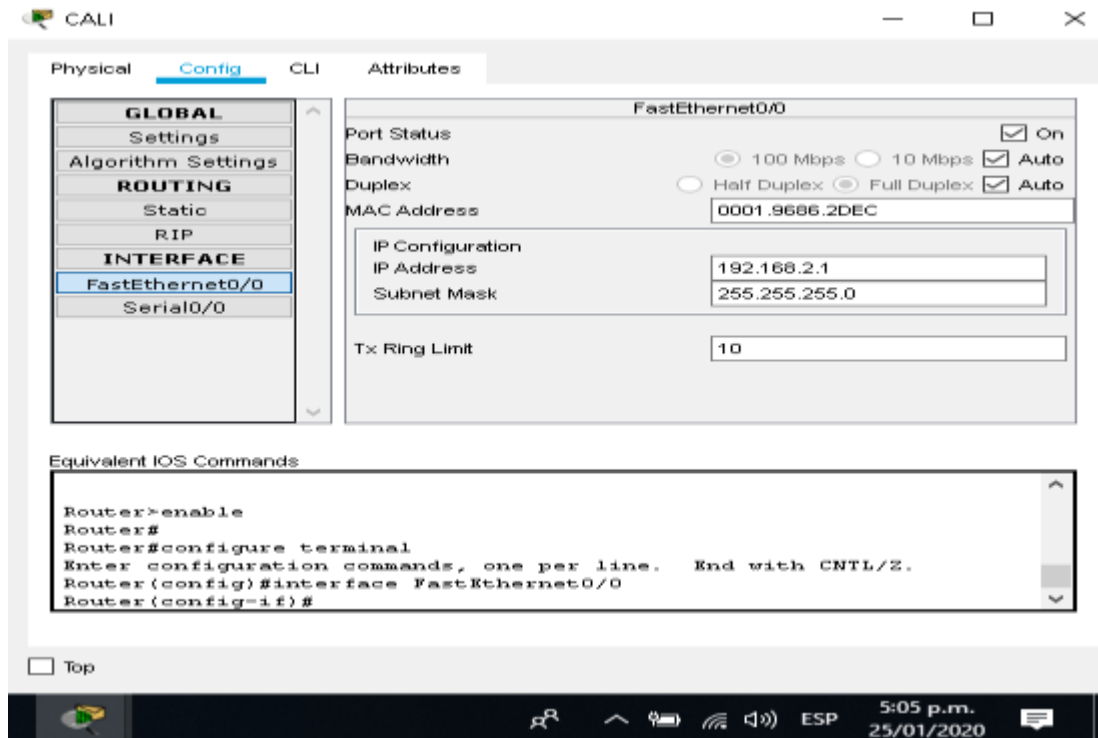 CALI
Physical Config CLI Attributes
GLOBAL
Settings
Algorithm Settings
ROUTING
Static
RIP
INTERFACE
FastEthernet0/0
Serial0/0
FastEthernet0/0
Port Status On
Bandwidth 100 Mbps 10 Mbps Auto
Duplex Half Duplex Full Duplex Auto
MAC Address 0001.9686.2DEC
IP Configuration
IP Address 192.168.2.1
Subnet Mask 255.255.255.0
Tx Ring Limit 10
Equivalent IOS Commands
Router>enable
Router#
Router#configure terminal
Enter configuration commands, one per line. End with CNTL/Z.
Router(config)#interface FastEthernet0/0
Router(config-if)#
Top
ESP
5:05 p.m.
25/01/2020